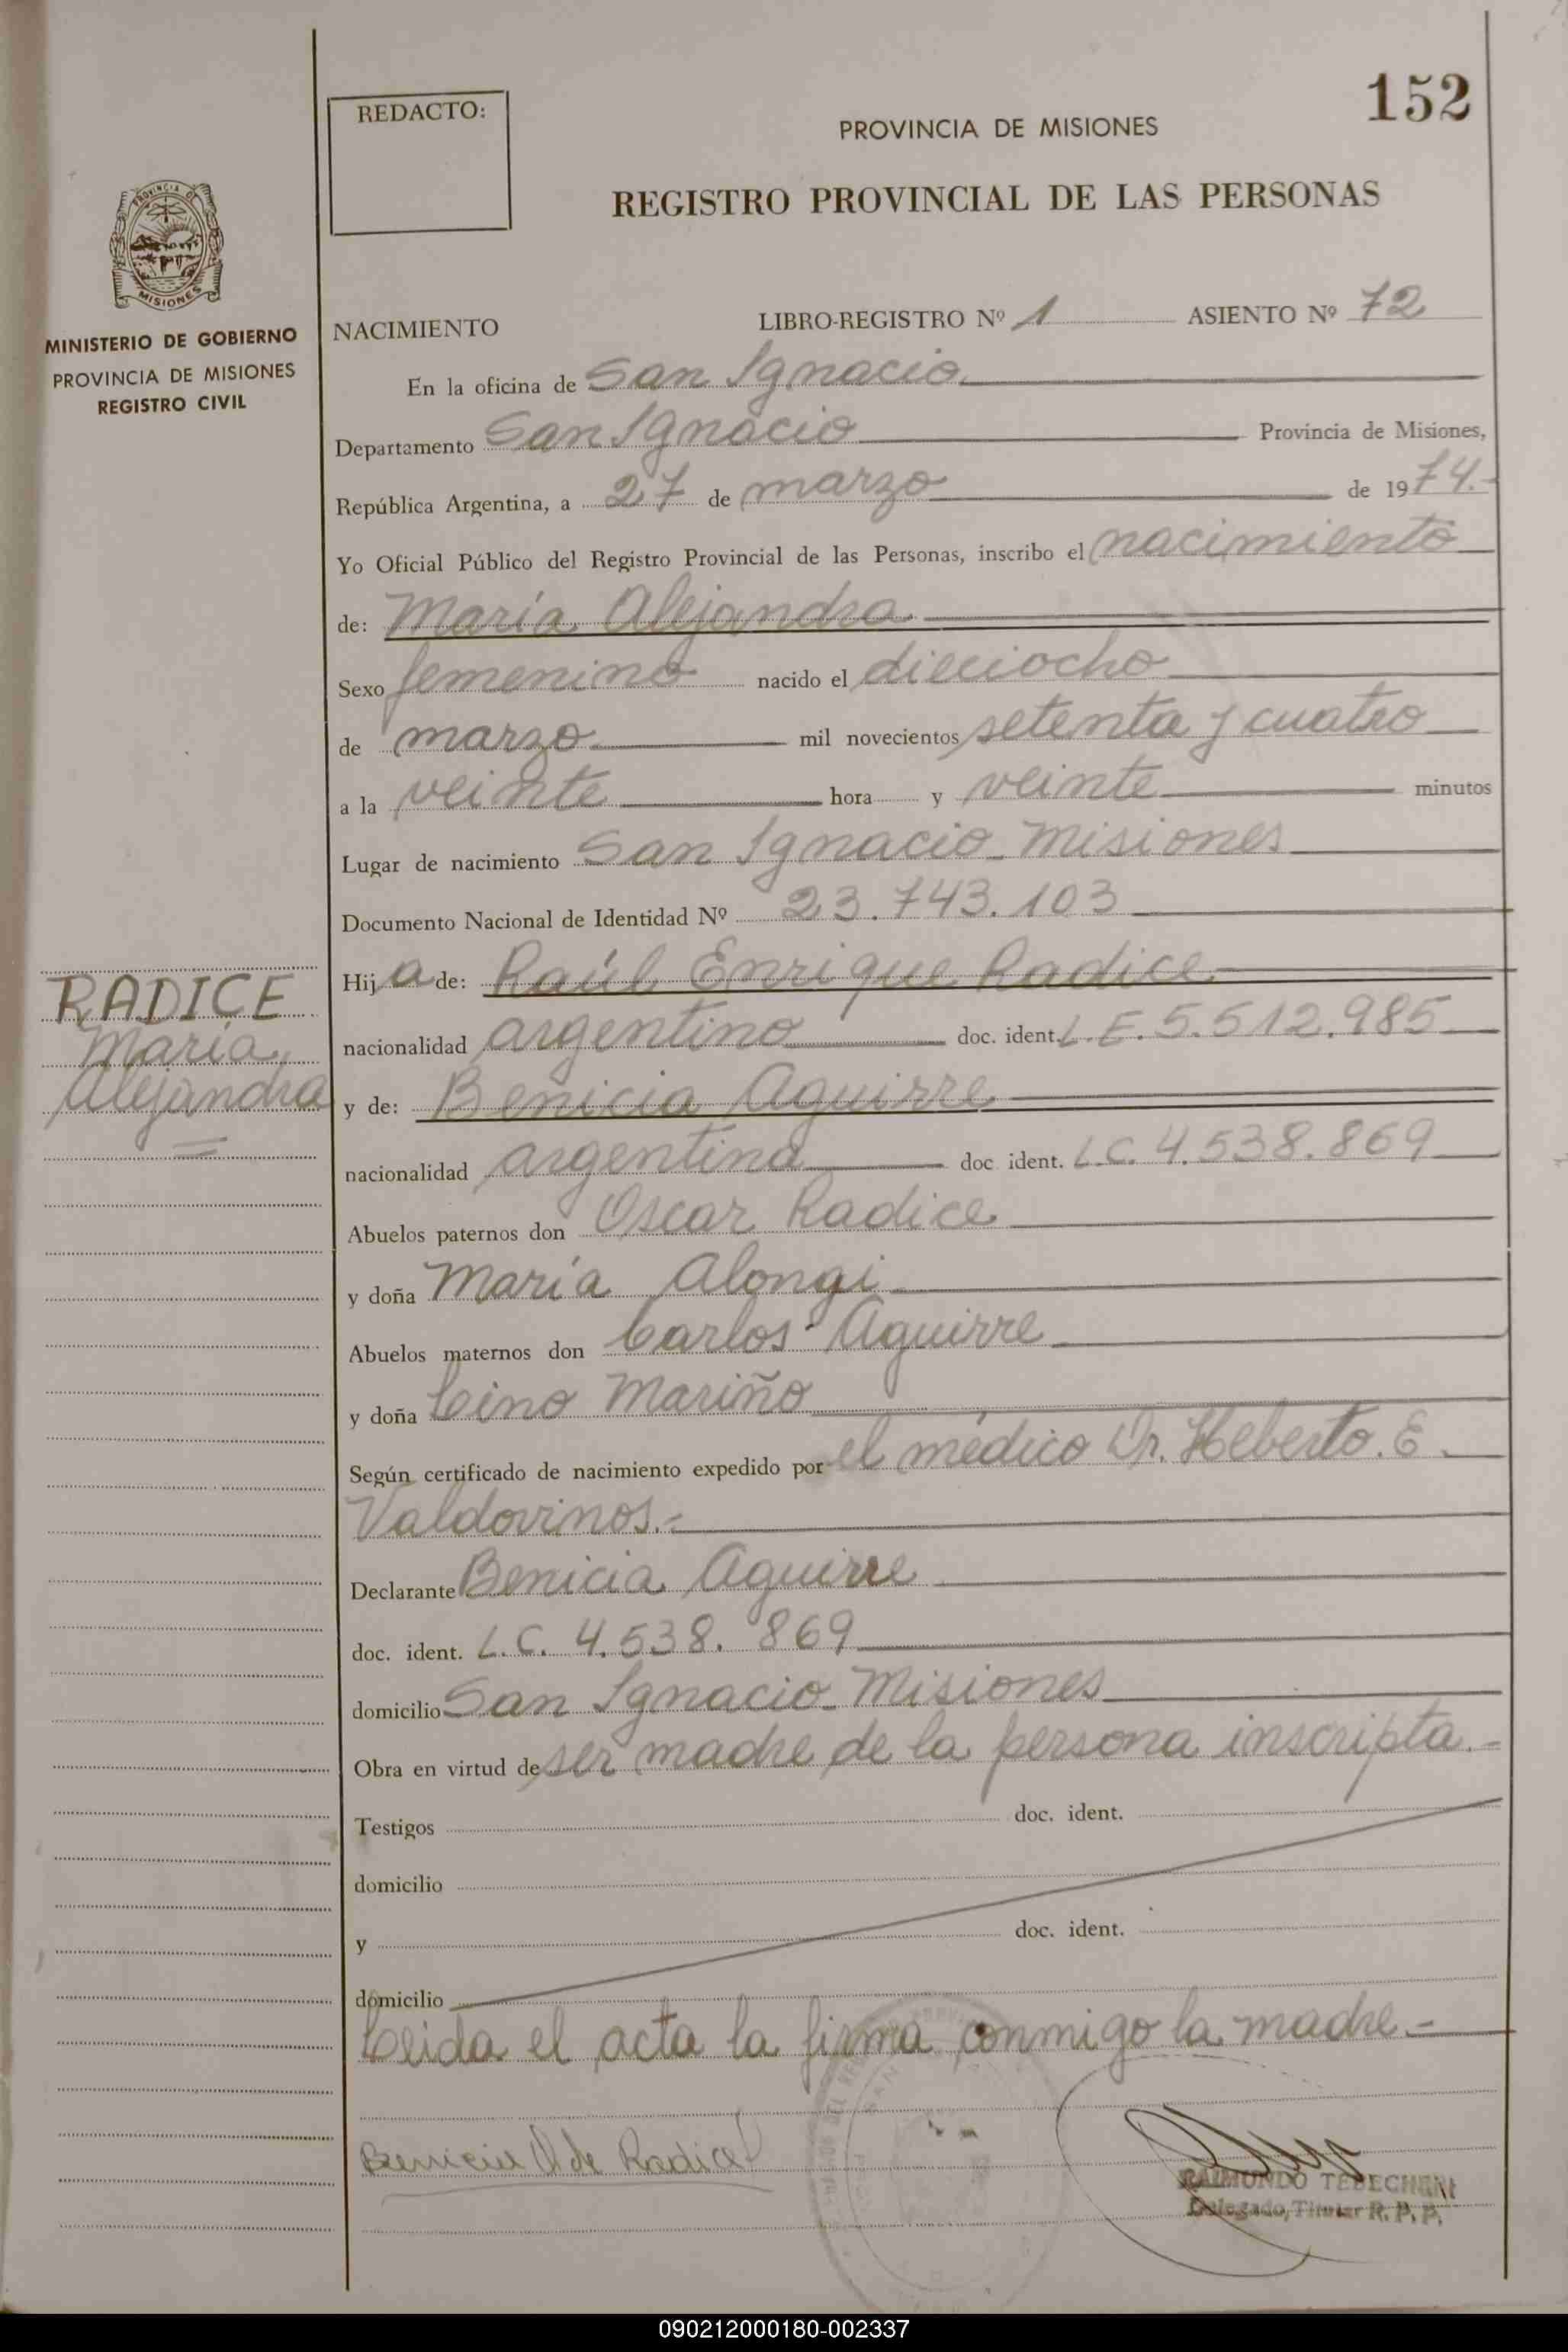 152
REDACTO:
PROVINCIA DE MISIONES
REGISTRO PROVINCIAL DE LAS PERSONAS
PROVINCIA DE
MISIONES
MINISTERIO DE GOBIERNO
PROVINCIA DE MISIONES
REGISTRO CIVIL
NACIMIENTO LIBRO-REGISTRO Nº 1 ASIENTO Nº 72
En la oficina de San Ignacio
Departamento San Ignacio Provincia de Misiones,
República Argentina, a 27 de marzo de 1974.-
Yo Oficial Público del Registro Provincial de las Personas, inscribo el nacimiento
de: María Alejandra
Sexo femenino nacido el dieciocho
de marzo mil novecientos setenta y cuatro
a la veinte hora y veinte minutos
Lugar de nacimiento San Ignacio Misiones
Documento Nacional de Identidad Nº 23.743.103
RADICE
María
Alejandra
Hija de: Raúl Enrique Radice
nacionalidad argentino doc. ident. L.E. 5.512.985
y de: Benicia Aguirre
nacionalidad argentina doc ident. L.C. 4.538.869
Abuelos paternos don Oscar Radice
y doña María Alongi
Abuelos maternos don Carlos Aguirre
y doña Cino Mariño
Según certificado de nacimiento expedido por el médico Dr. Heberto. E.
Valdovinos.-
Declarante Benicia Aguirre
doc. ident. L.C. 4.538.869
domicilio San Ignacio Misiones
Obra en virtud de ser madre de la persona inscripta.-
Testigos doc. ident.
domicilio
y doc. ident.
domicilio
Leida el acta la firma conmigo la madre.-
Benicia A de Radice
RAIMUNDO TEDECHENI
Delegado, Titular R. P. P.
090212000180-002337